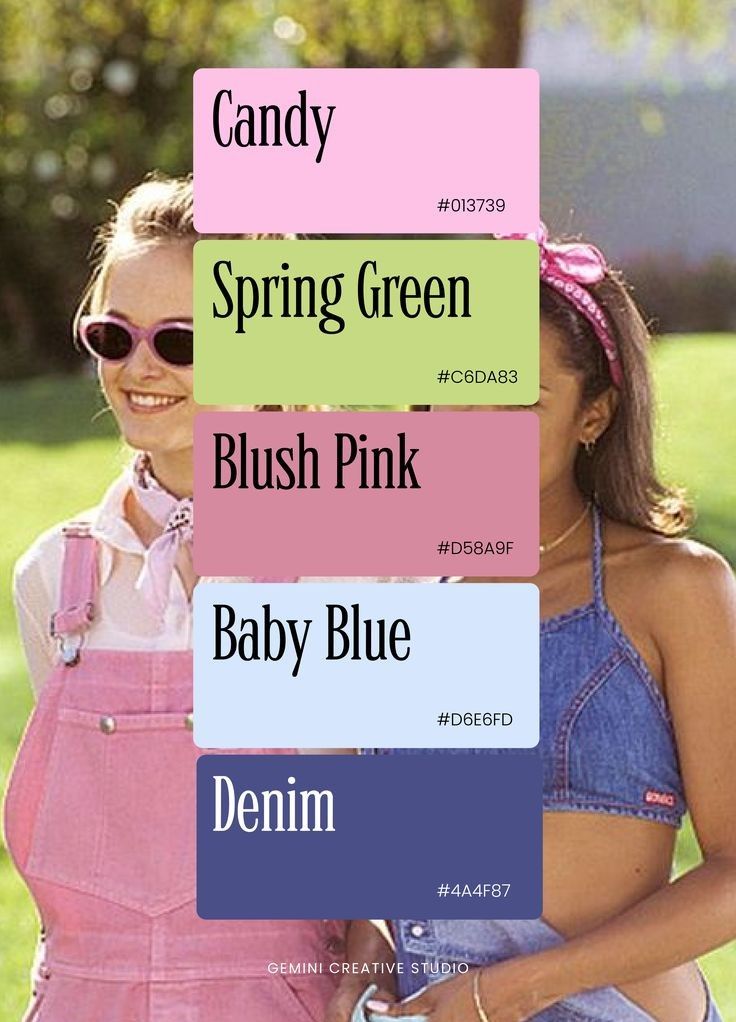 Candy
#013739
Spring Green
#C6DA83
Blush Pink
#D58A9F
Baby Blue
#D6E6FD
Denim
#4A4F87
GEMINI CREATIVE STUDIO